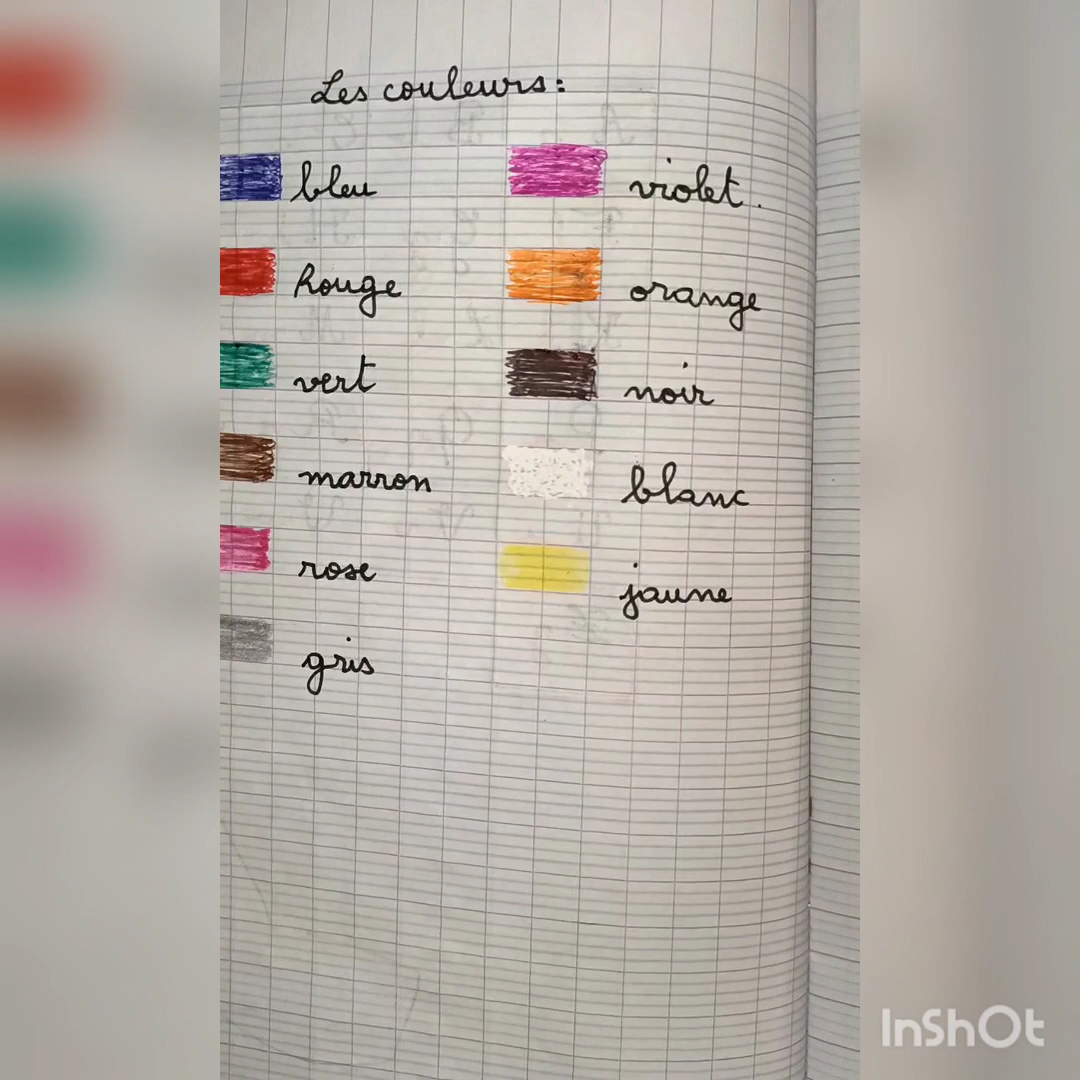 Les couleurs:
bleu
Rouge
vert
marron
rose
gris
violet.
orange
noir
blanc
jaune
InShOt